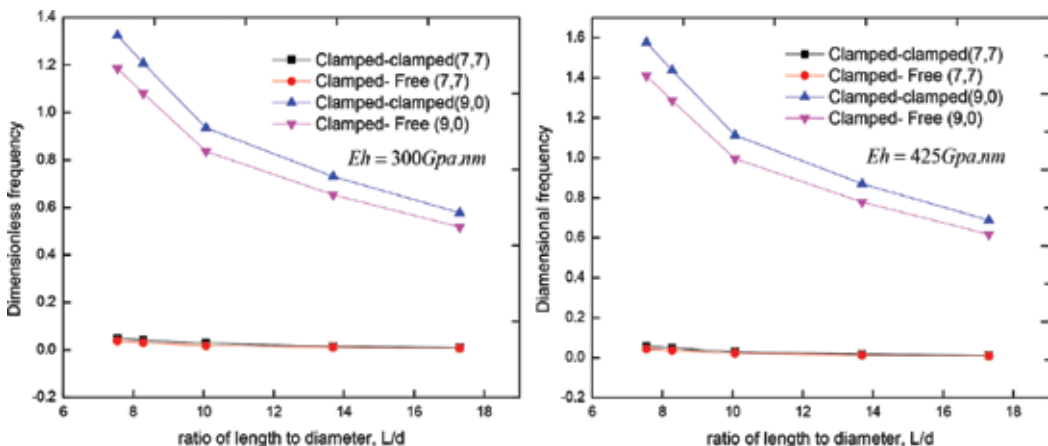 1.4
1.2
1.0
0.8
0.6
0.4
0.2
0.0
-0.2
Dimensionless frequency
Clamped-clamped(7,7)
Clamped- Free (7,7)
Clamped-clamped(9,0)
Clamped- Free (9,0)
Eh = 300Gpa.nm
6 8 10 12 14 16 18
ratio of length to diameter, L/d
1.6
1.4
1.2
1.0
0.8
0.6
0.4
0.2
0.0
-0.2
Diamensional frequency
Clamped-clamped(7,7)
Clamped- Free (7,7)
Clamped-clamped(9,0)
Clamped- Free (9,0)
Eh = 425Gpa.nm
6 8 10 12 14 16 18
ratio of length to diameter, L/d